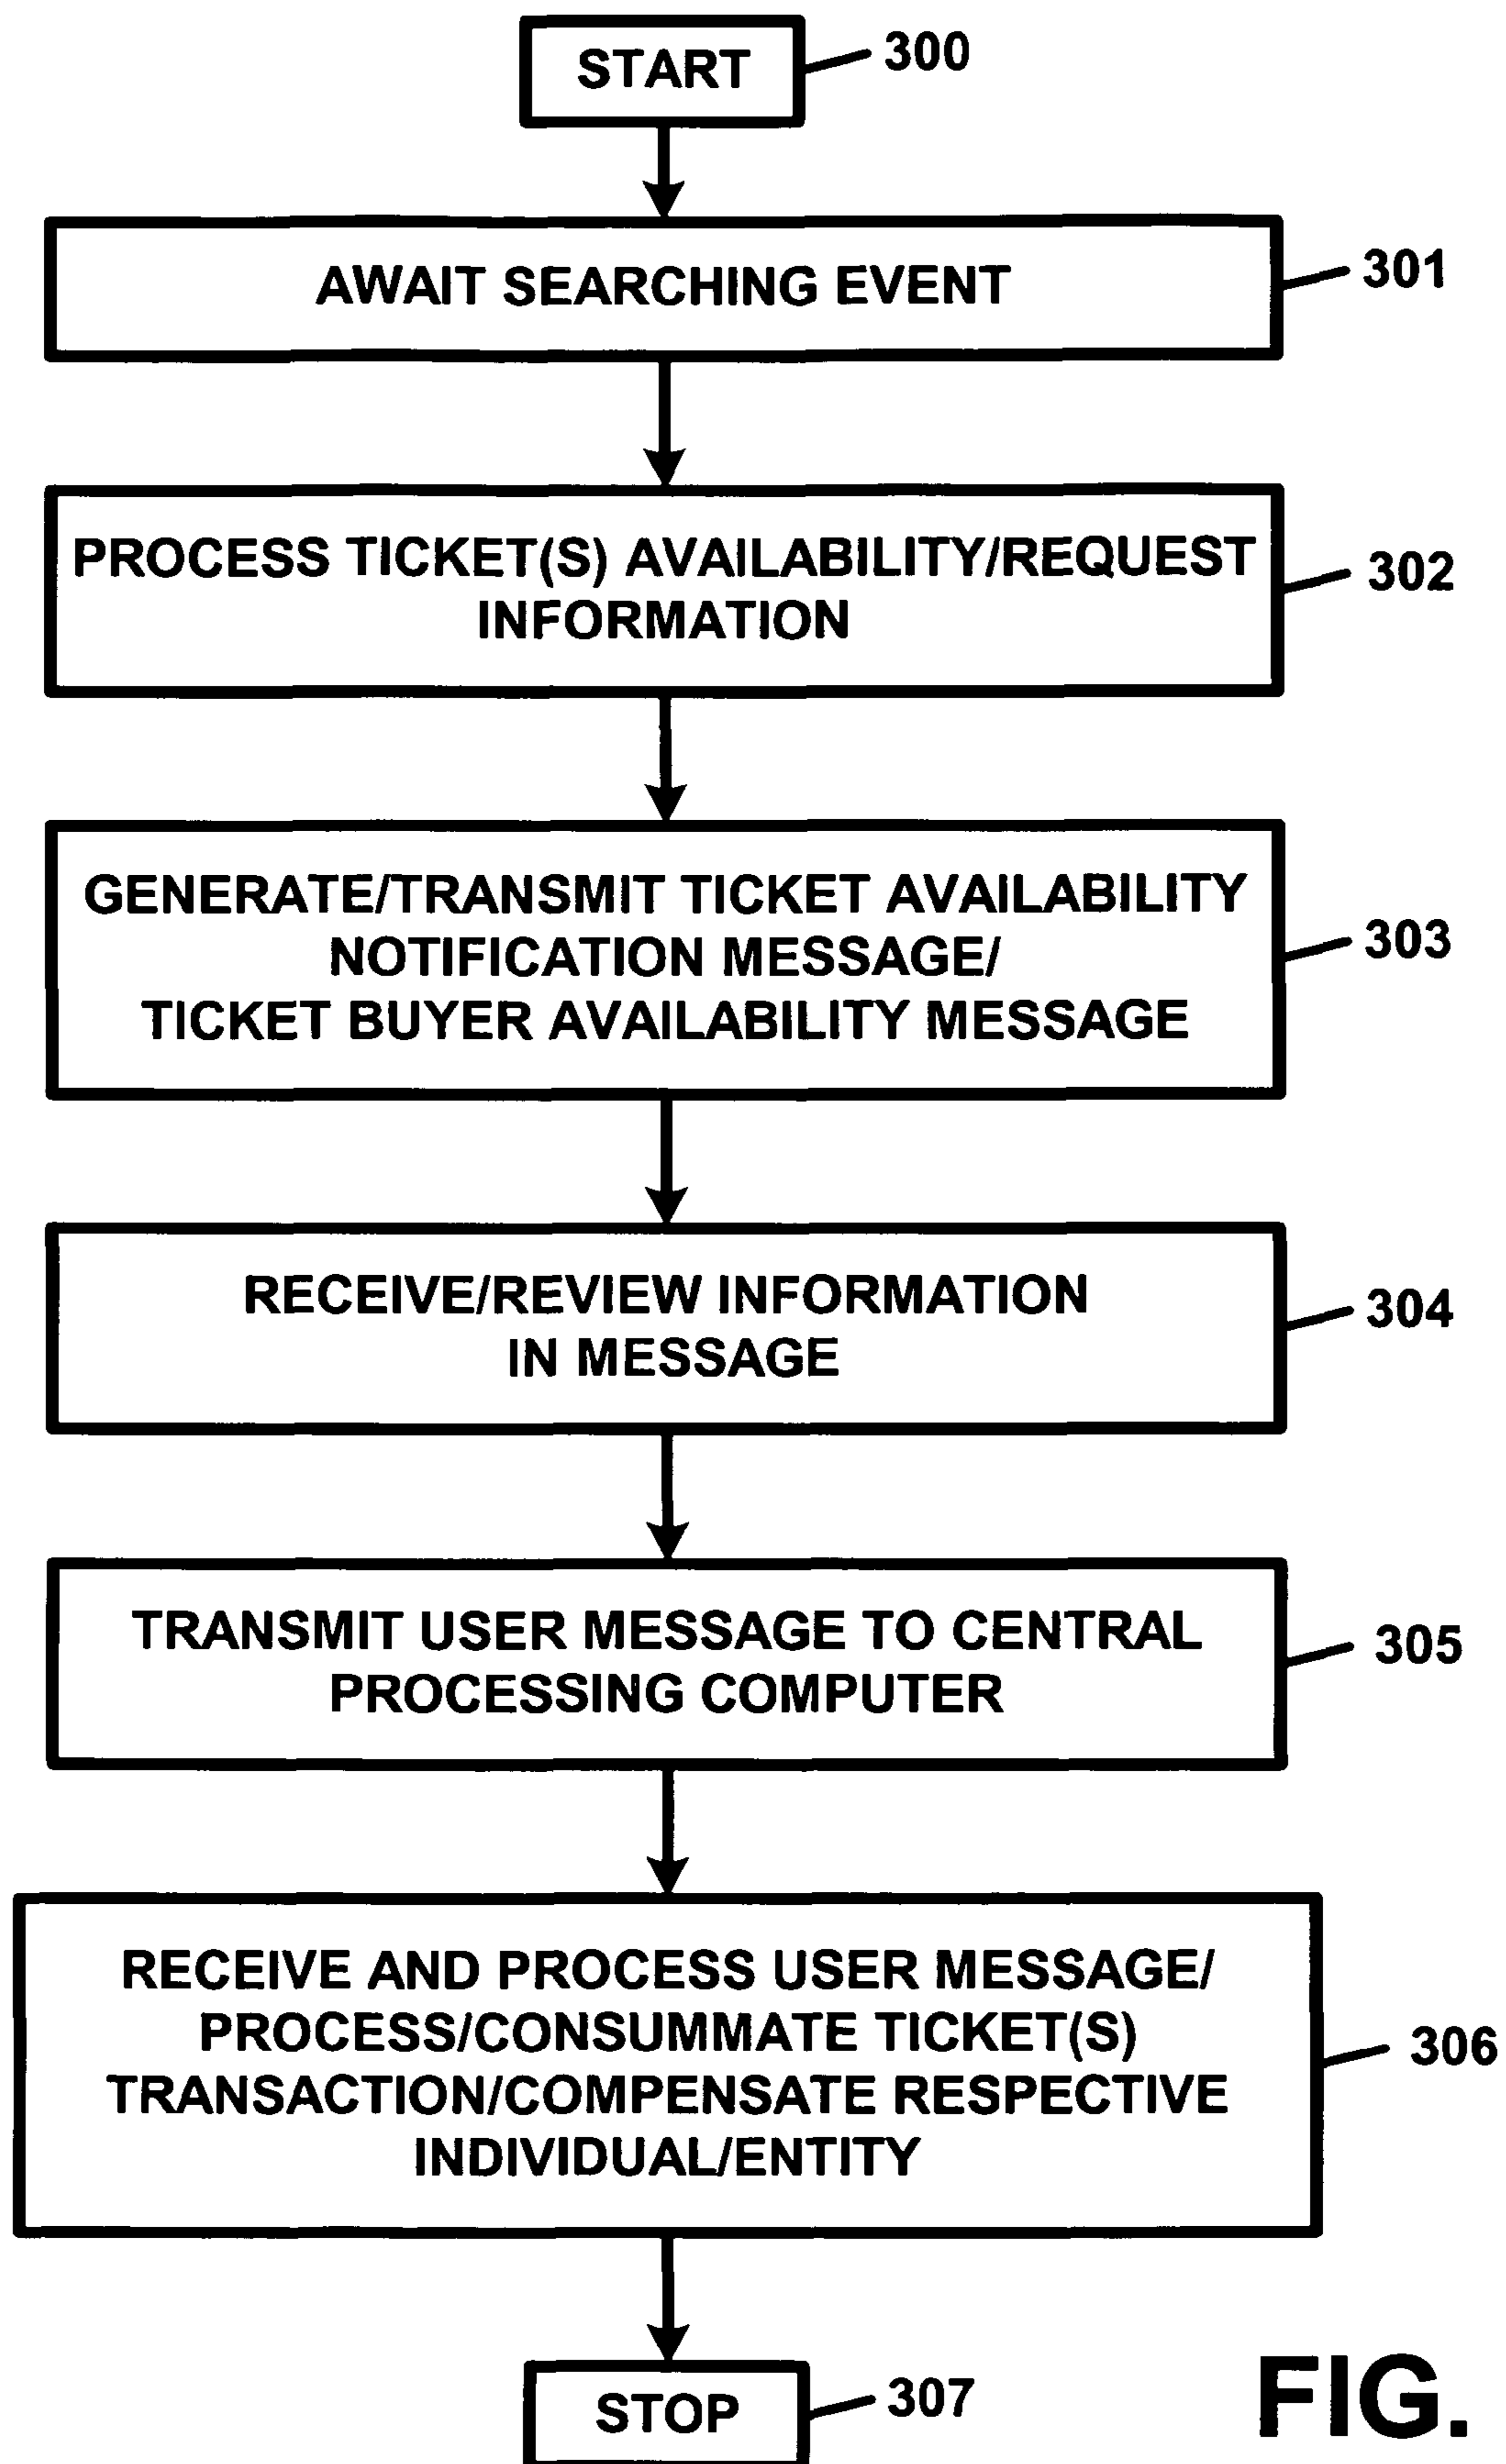 START
300
AWAIT SEARCHING EVENT
301
PROCESS TICKET(S) AVAILABILITY/REQUEST
INFORMATION
302
GENERATE/TRANSMIT TICKET AVAILABILITY
NOTIFICATION MESSAGE/
TICKET BUYER AVAILABILITY MESSAGE
303
RECEIVE/REVIEW INFORMATION
IN MESSAGE
304
TRANSMIT USER MESSAGE TO CENTRAL
PROCESSING COMPUTER
305
RECEIVE AND PROCESS USER MESSAGE/
PROCESS/CONSUMMATE TICKET(S)
TRANSACTION/COMPENSATE RESPECTIVE
INDIVIDUAL/ENTITY
306
STOP
307
FIG.